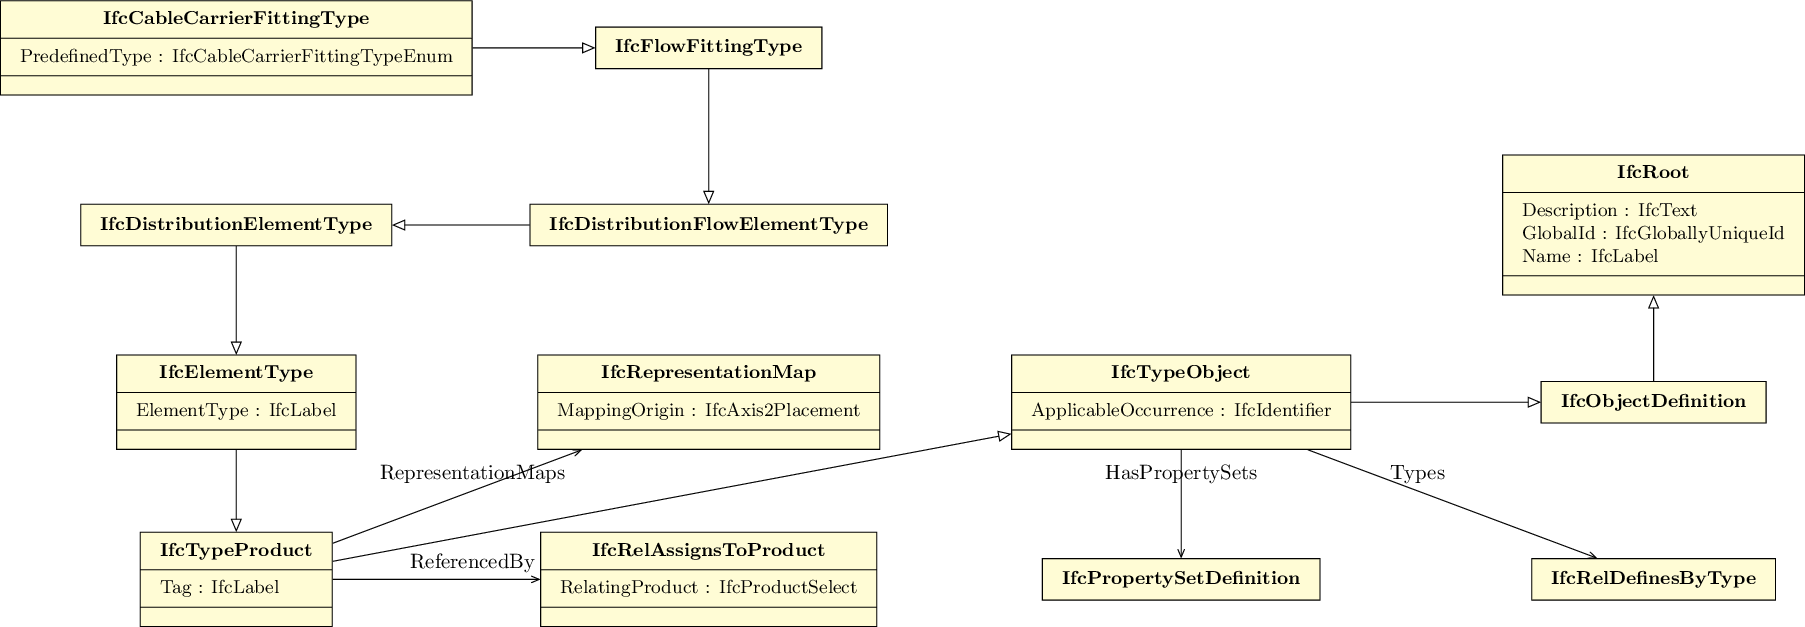 IfcCableCarrierFittingType
PredefinedType : IfcCableCarrierFittingTypeEnum
IfcFlowFittingType
IfcRoot
Description : IfcText
GlobalId : IfcGloballyUniqueId
Name : IfcLabel
IfcDistributionElementType
IfcDistributionFlowElementType
IfcElementType
ElementType : IfcLabel
IfcRepresentationMap
MappingOrigin : IfcAxis2Placement
IfcTypeObject
ApplicableOccurrence : IfcIdentifier
IfcObjectDefinition
RepresentationMaps
HasPropertySets
Types
IfcTypeProduct
Tag : IfcLabel
ReferencedBy
IfcRelAssignsToProduct
RelatingProduct : IfcProductSelect
IfcPropertySetDefinition
IfcRelDefinesByType